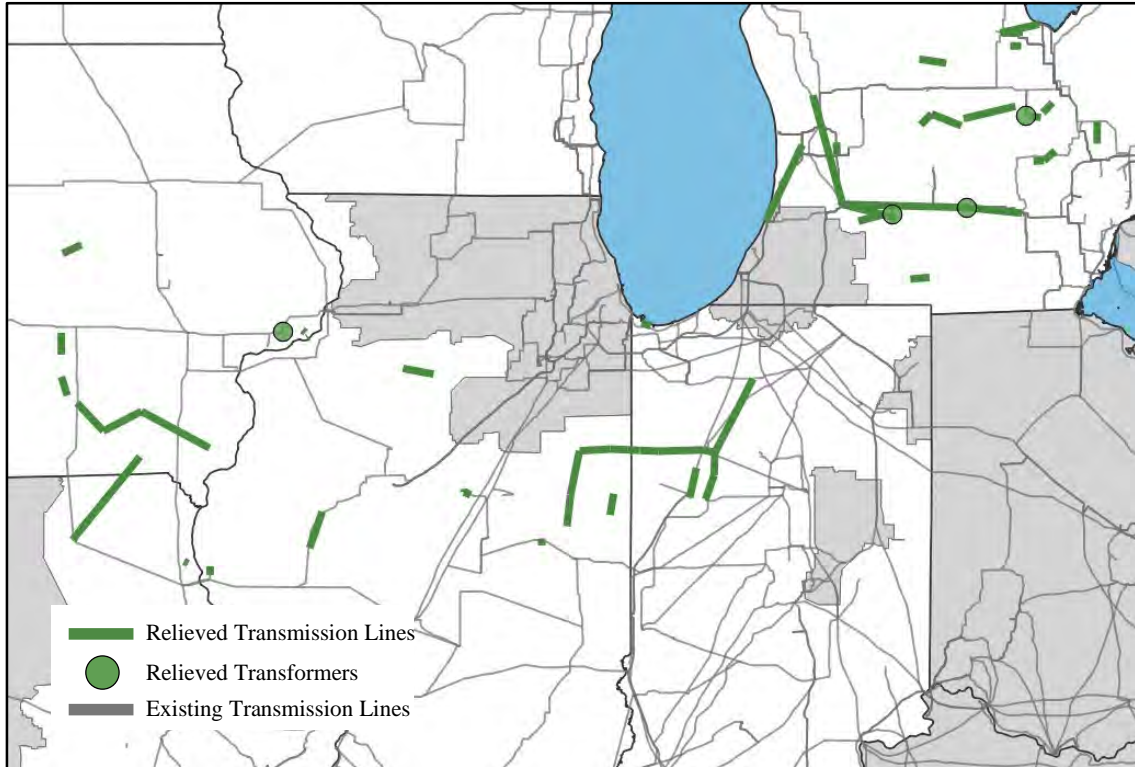 Relieved Transmission Lines
Relieved Transformers
Existing Transmission Lines